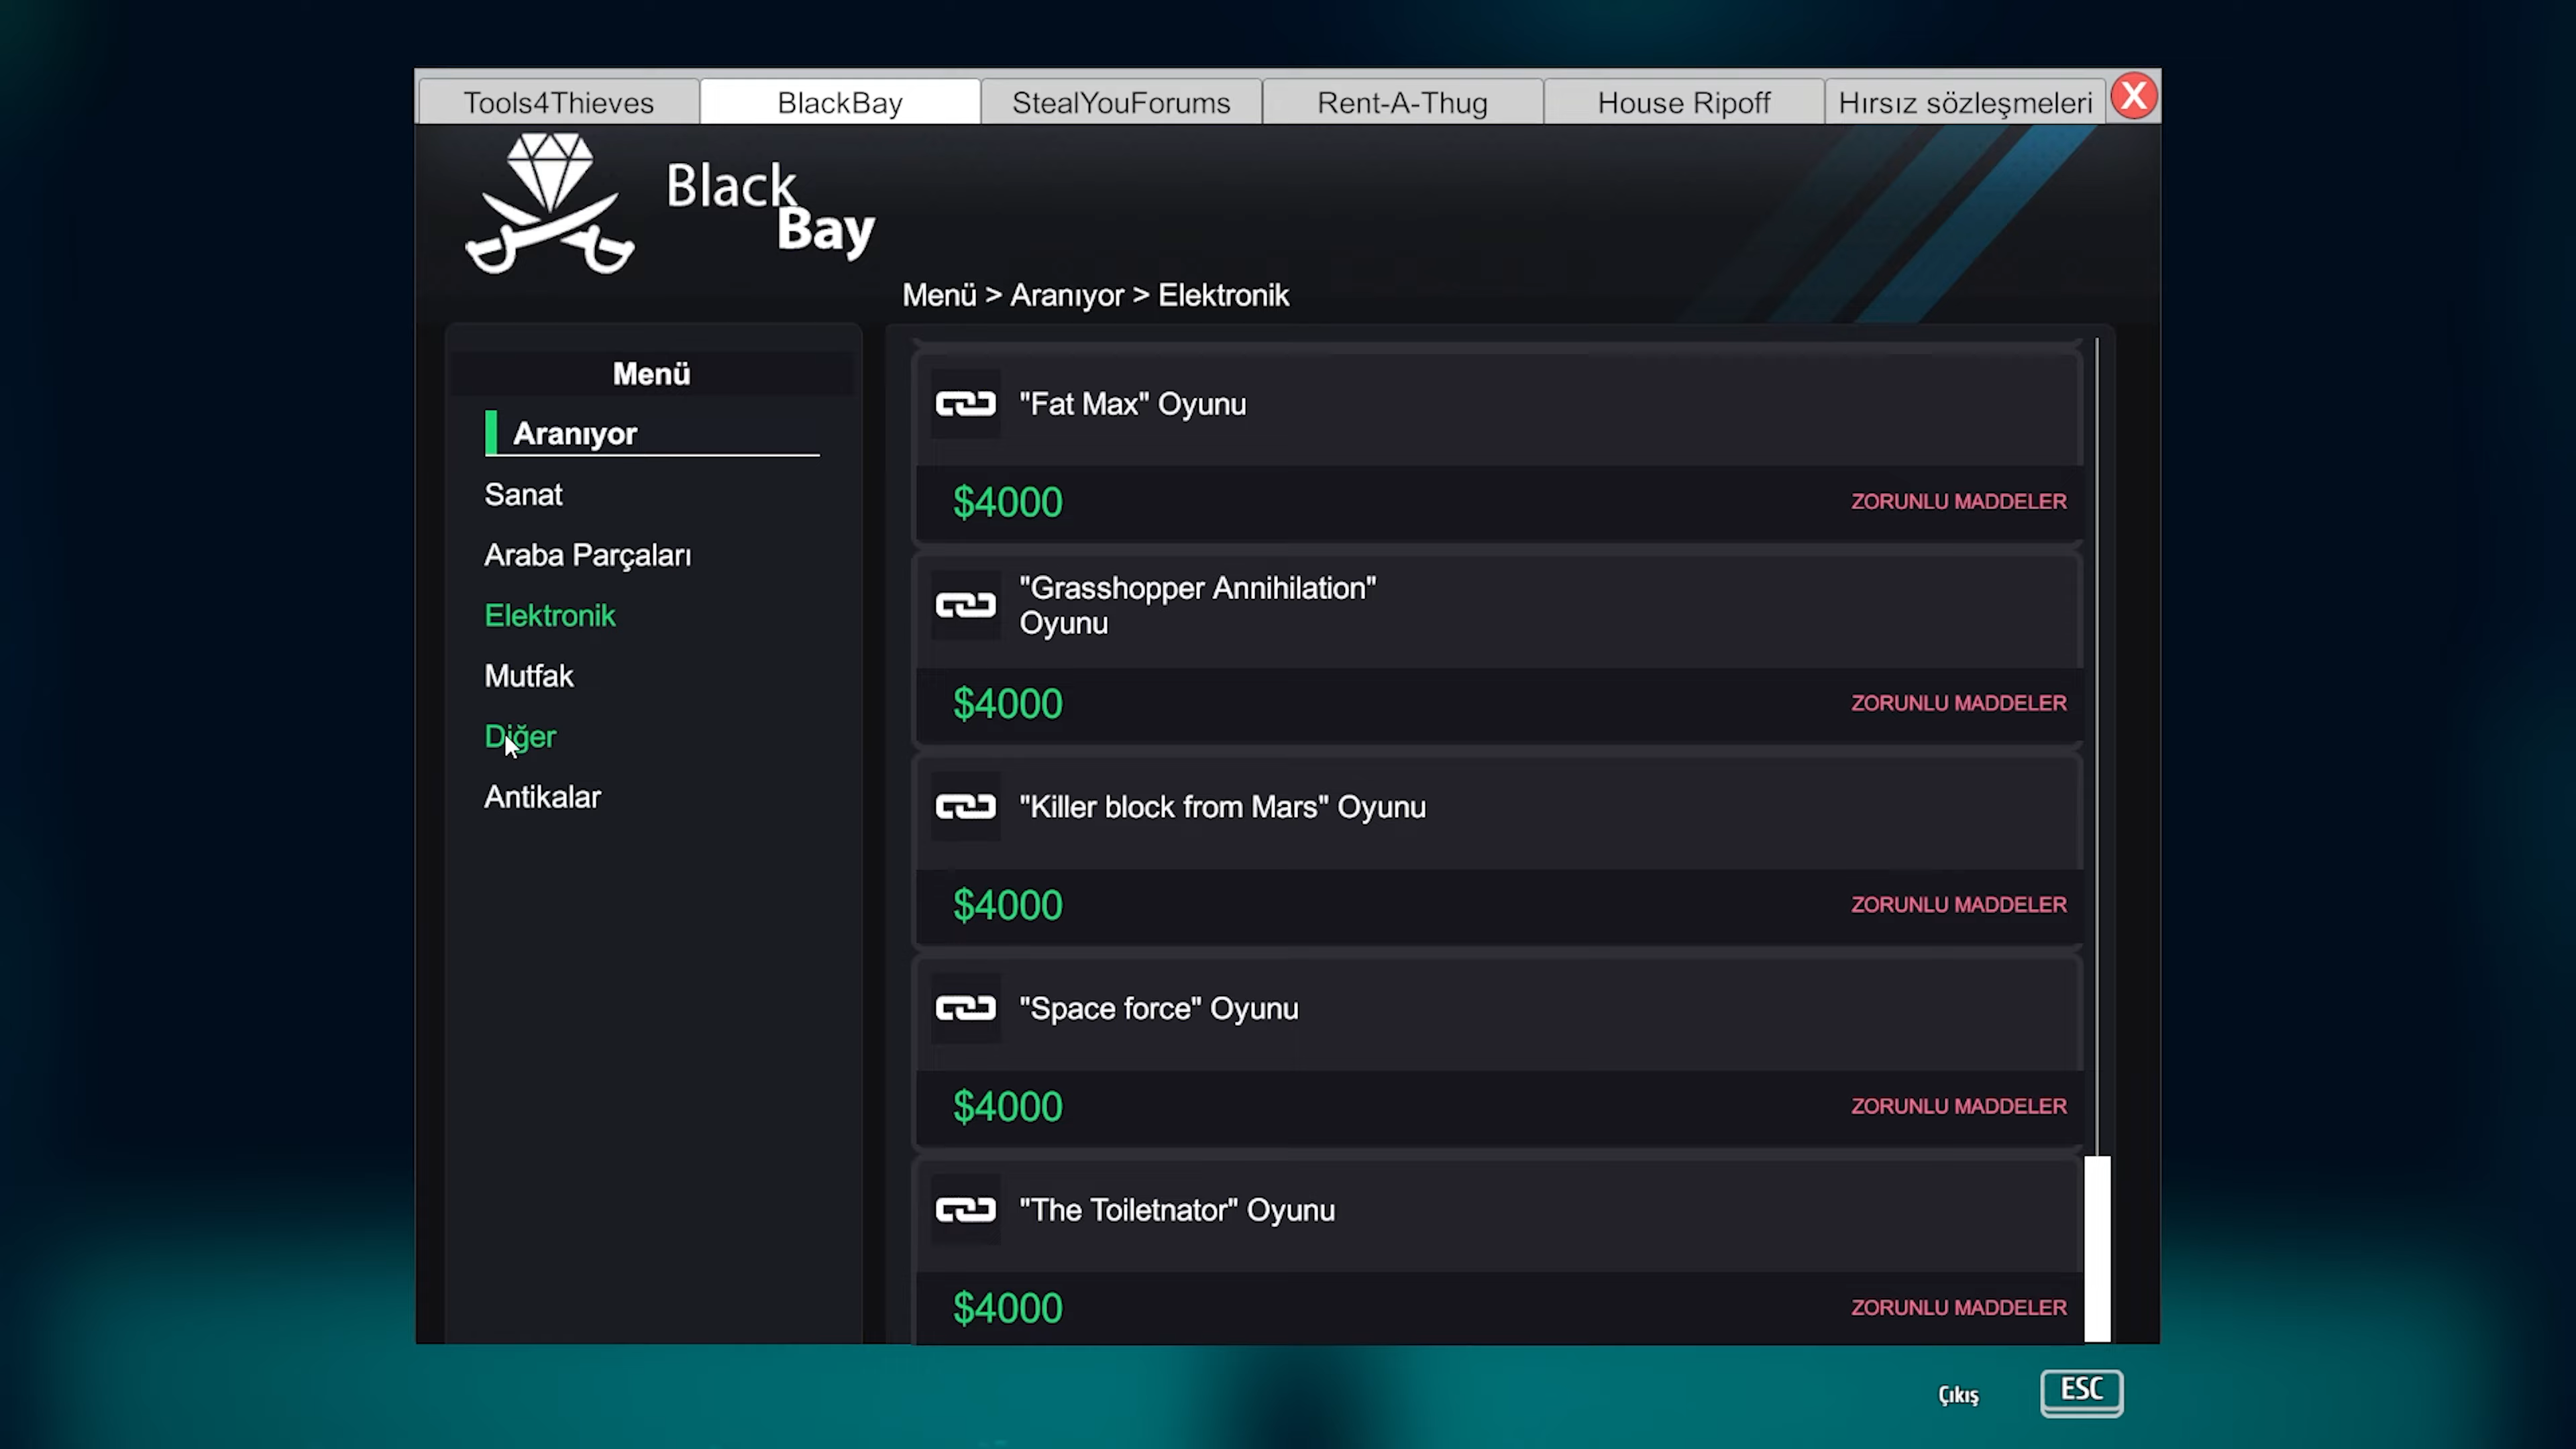 Tools4Thieves
BlackBay
StealYouForums
Rent-A-Thug
House Ripoff
Hırsız sözleşmeleri
X
Black
Bay
Menü > Aranıyor > Elektronik
Menü
Aranıyor
Sanat
Araba Parçaları
Elektronik
Mutfak
Diğer
Antikalar
"Fat Max" Oyunu
$4000
ZORUNLU MADDELER
"Grasshopper Annihilation"
Oyunu
$4000
ZORUNLU MADDELER
"Killer block from Mars" Oyunu
$4000
ZORUNLU MADDELER
"Space force" Oyunu
$4000
ZORUNLU MADDELER
"The Toiletnator" Oyunu
$4000
ZORUNLU MADDELER
Çıkış
ESC